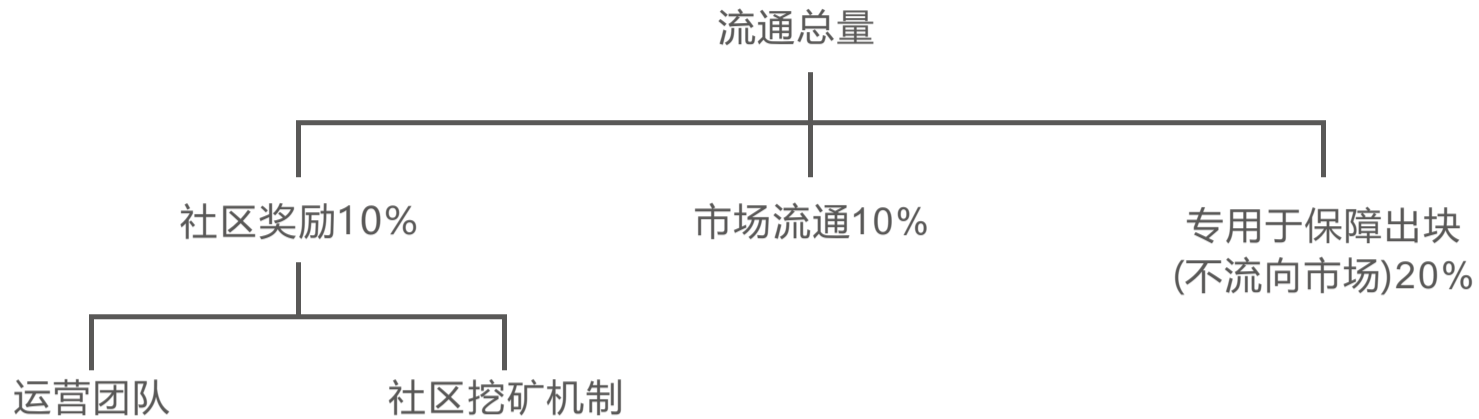 流通总量
社区奖励10%
市场流通10%
专用于保障出块
(不流向市场)20%
运营团队
社区挖矿机制